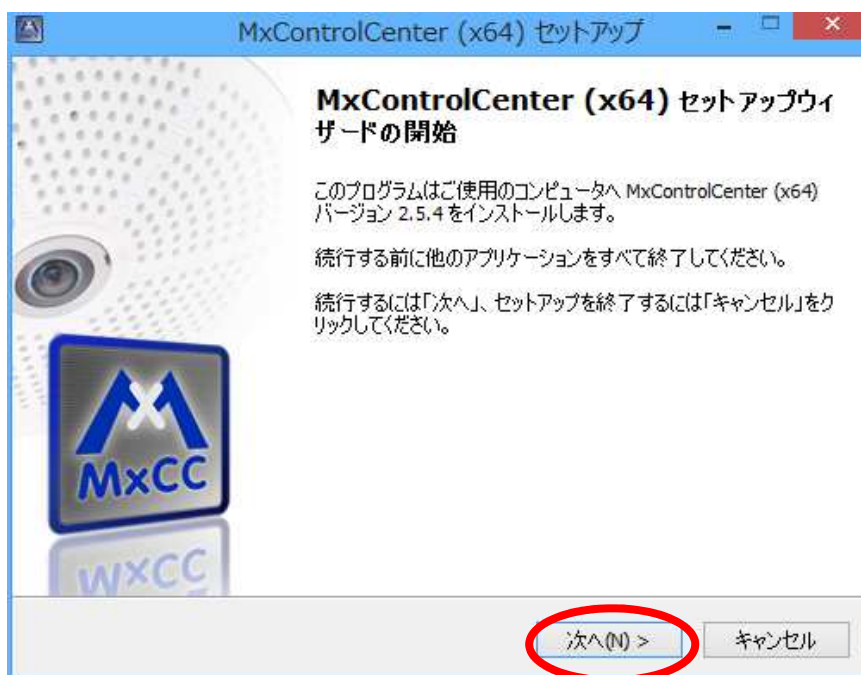 MxControlCenter (x64) セットアップ
MxControlCenter (x64) セットアップウィ
ザードの開始
このプログラムはご使用のコンピュータへ MxControlCenter (x64)
バージョン 2.5.4 をインストールします。
続行する前に他のアプリケーションをすべて終了してください。
続行するには「次へ」、セットアップを終了するには「キャンセル」をク
リックしてください。
MxCC
次へ(N) >
キャンセル